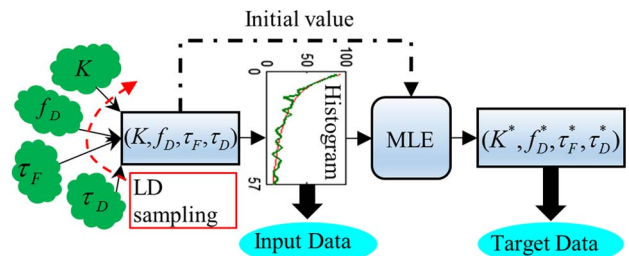 Initial value
K
f_D
τ_F
τ_D
(K, f_D, τ_F, τ_D)
LD
sampling
0
50
100
0
57
Histogram
MLE
(K^*, f_D^*, τ_F^*, τ_D^*)
Input Data
Target Data